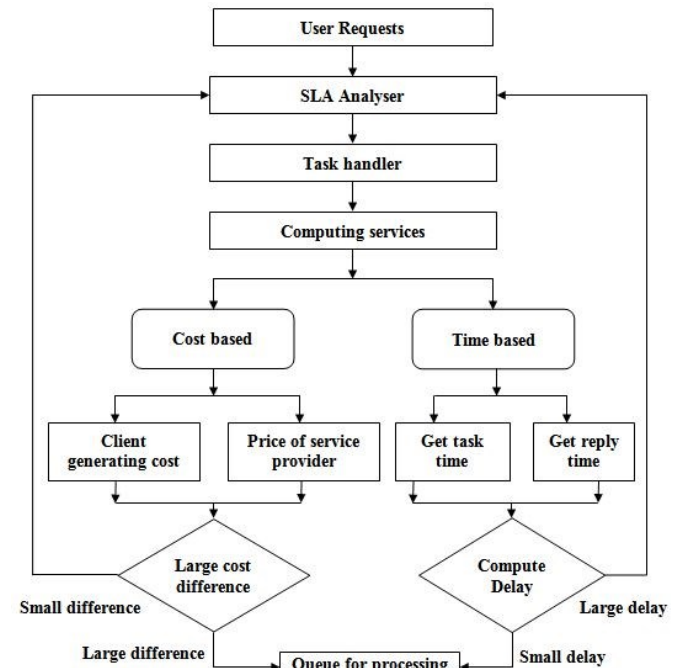 User Requests
SLA Analyser
Task handler
Computing services
Cost based
Time based
Client
generating cost
Price of service
provider
Get task
time
Get reply
time
Large cost
difference
Compute
Delay
Small difference
Large delay
Large difference
Queue for processing
Small delay